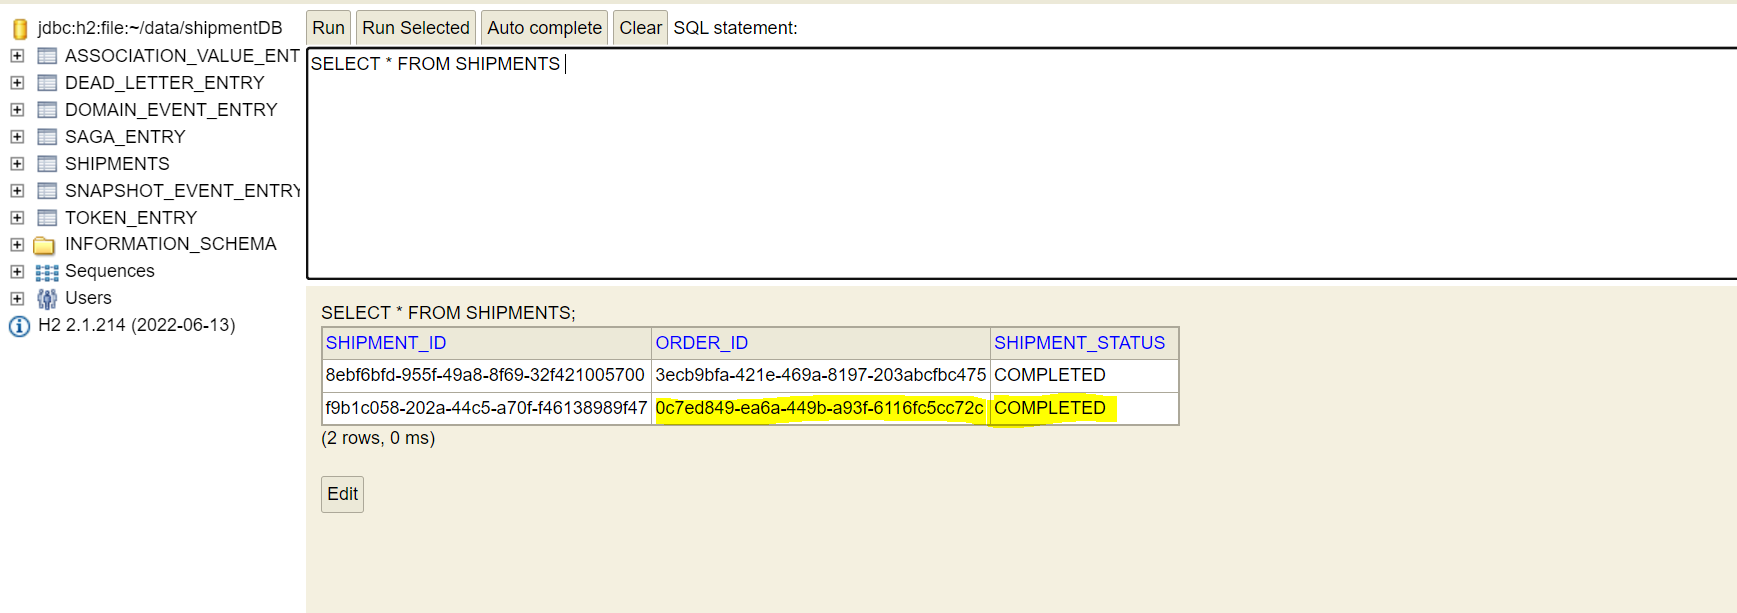 jdbc:h2:file:~/data/shipmentDB
ASSOCIATION_VALUE_ENT
DEAD_LETTER_ENTRY
DOMAIN_EVENT_ENTRY
SAGA_ENTRY
SHIPMENTS
SNAPSHOT_EVENT_ENTRY
TOKEN_ENTRY
INFORMATION_SCHEMA
Sequences
Users
H2 2.1.214 (2022-06-13)
Run Run Selected Auto complete Clear SQL statement:
SELECT * FROM SHIPMENTS
SELECT * FROM SHIPMENTS;
SHIPMENT_ID ORDER_ID SHIPMENT_STATUS
8ebf6bfd-955f-49a8-8f69-32f421005700 3ecb9bfa-421e-469a-8197-203abcfbc475 COMPLETED
f9b1c058-202a-44c5-a70f-f46138989f47 0c7ed849-ea6a-449b-a93f-6116fc5cc72c COMPLETED
(2 rows, 0 ms)
Edit